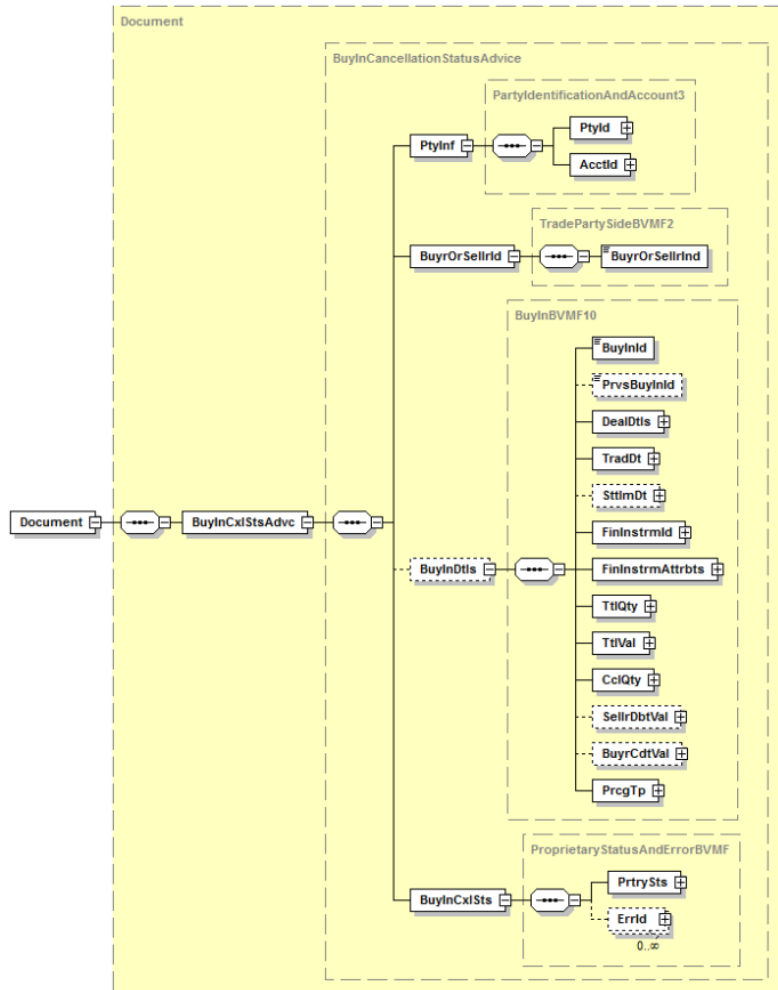 Document
BuyInCancellationStatusAdvice
PartyIdentificationAndAccount3
PtyInf
PtyId
AcctId
TradePartySideBVMF2
BuyrOrSellrId
BuyrOrSellrInd
BuyInBVMF10
BuyInId
PrvsBuyInId
DealDtls
TradDt
SttlmDt
Document
BuyInCxlStsAdvc
FinInstrmId
BuyInDtls
FinInstrmAttrbts
TtlQty
TtlVal
CclQty
SellrDbtVal
BuyrCdtVal
PrcgTp
ProprietaryStatusAndErrorBVMF
BuyInCxlSts
PrtrySts
ErrId
0..∞